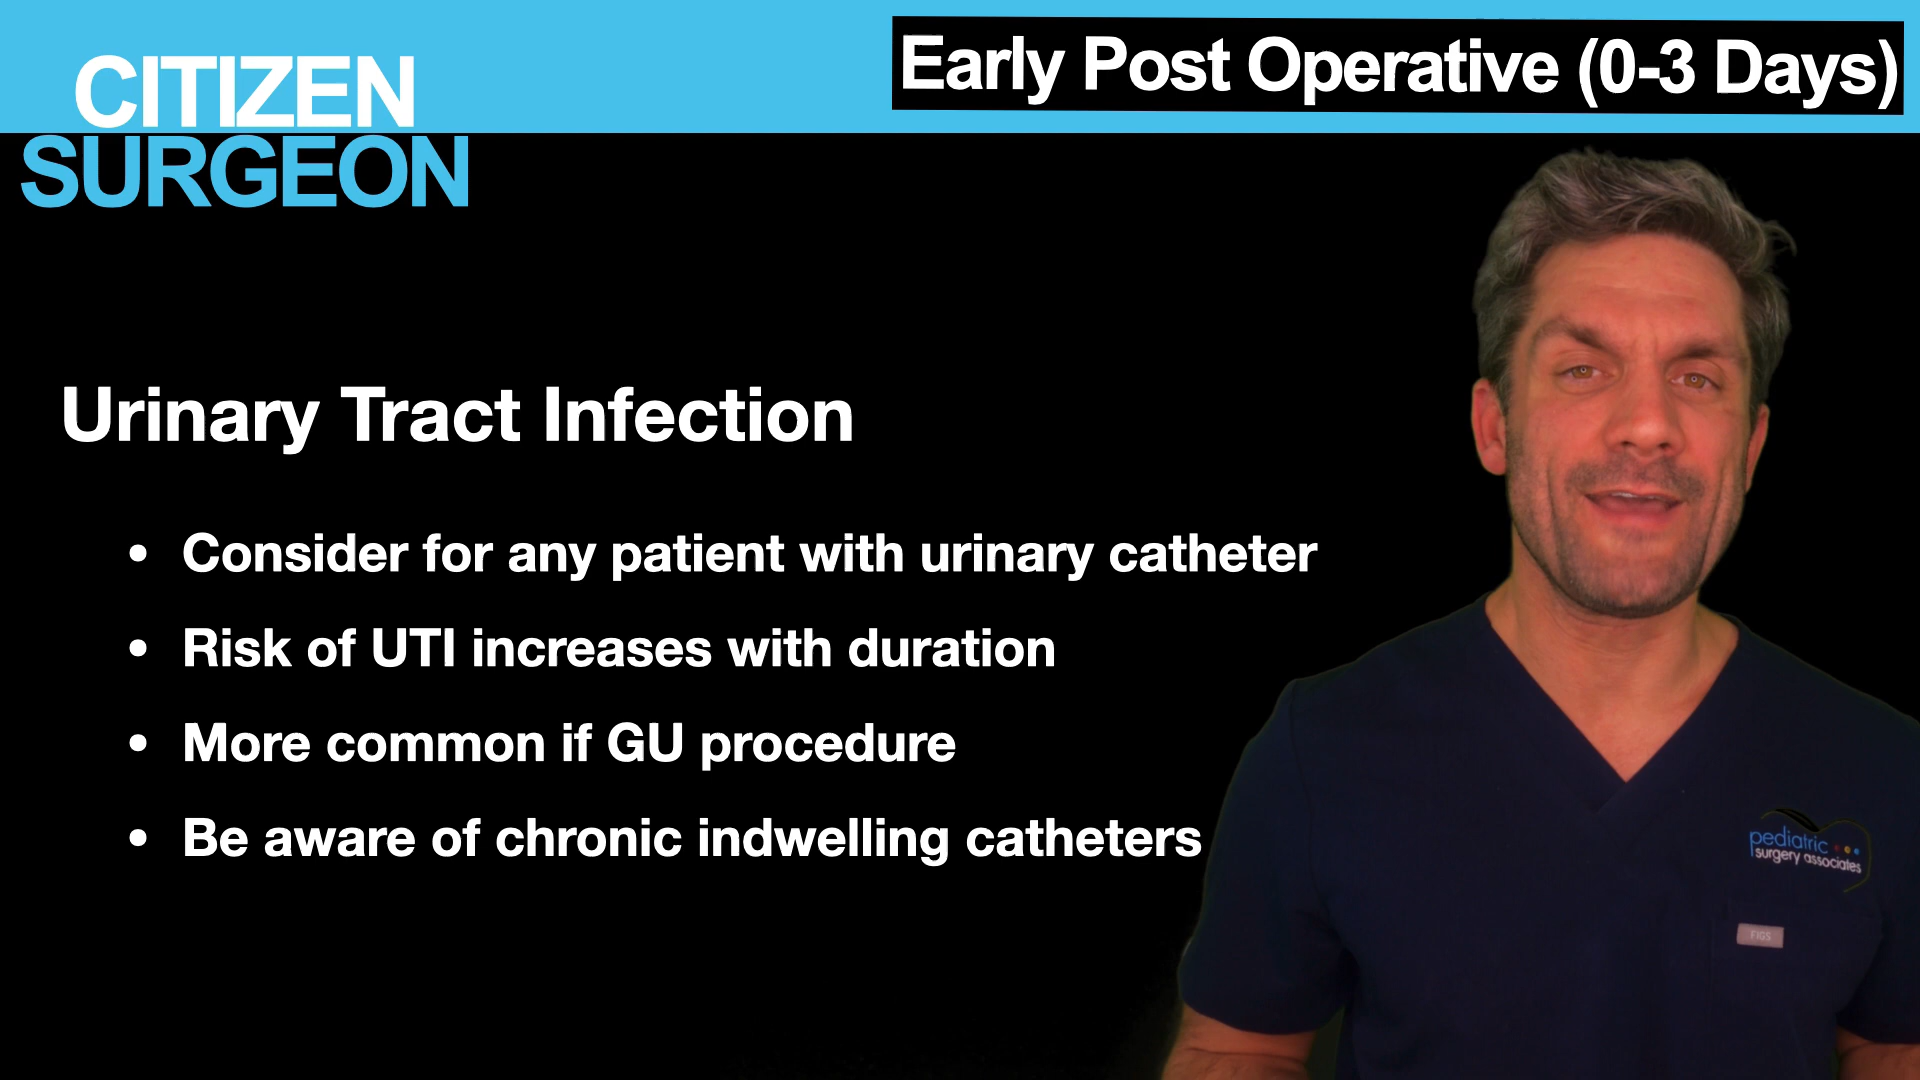 CITIZEN
SURGEON
Early Post Operative (0-3 Days)
Urinary Tract Infection
• Consider for any patient with urinary catheter
• Risk of UTI increases with duration
• More common if GU procedure
• Be aware of chronic indwelling catheters
pediatric
surgery associates
FIGS